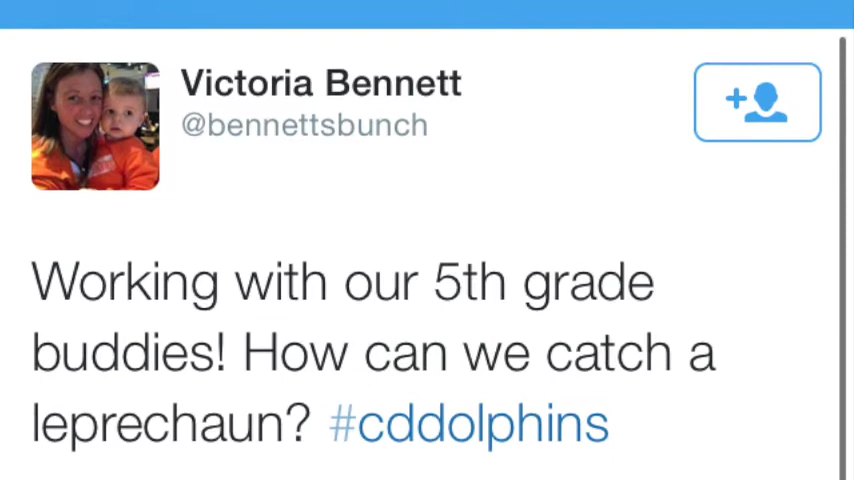 Victoria Bennett
@bennettsbunch
Working with our 5th grade
buddies! How can we catch a
leprechaun? #cddolphins